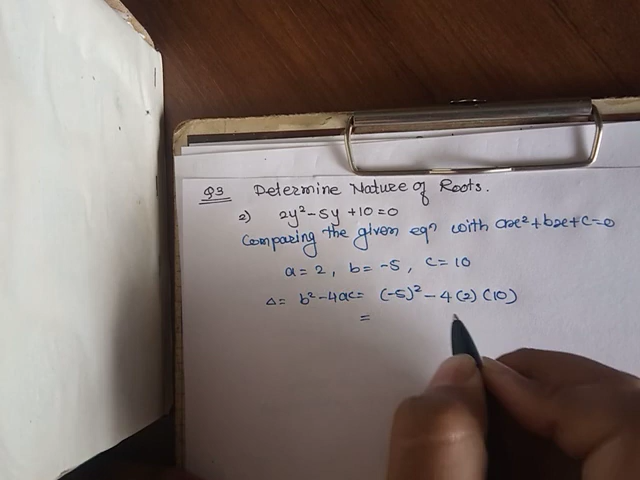 Q3 Determine Nature of Roots.
2) 2y²-5y+10=0
Comparing the given eqn with ax²+bx+c=0
a=2, b=-5, c=10
Δ= b²-4ac= (-5)²-4(2)(10)
=